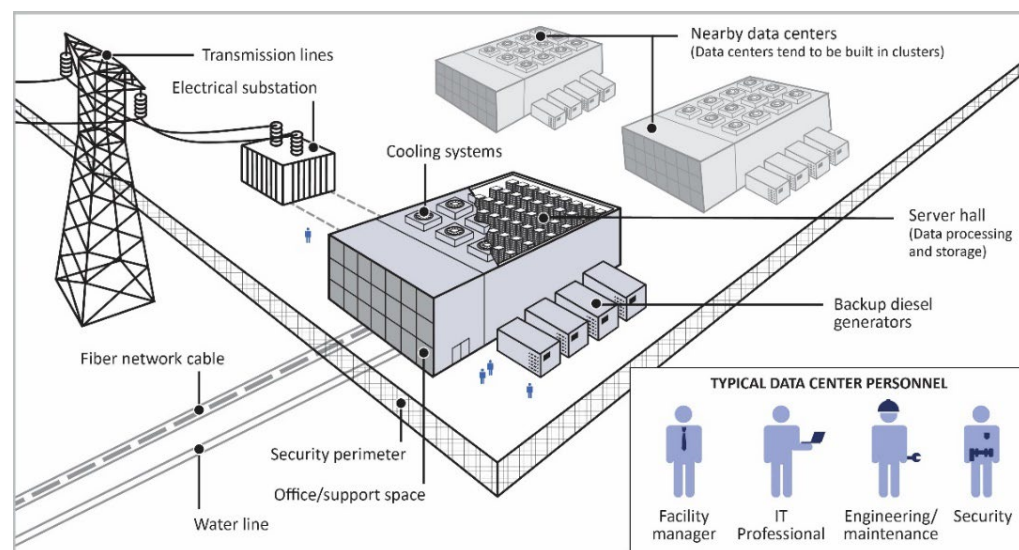 Transmission lines
Electrical substation
Nearby data centers
(Data centers tend to be built in clusters)
Cooling systems
Server hall
(Data processing
and storage)
Backup diesel
generators
Fiber network cable
Security perimeter
Office/support space
Water line
TYPICAL DATA CENTER PERSONNEL
Facility
manager
IT
Professional
Engineering/
maintenance
Security